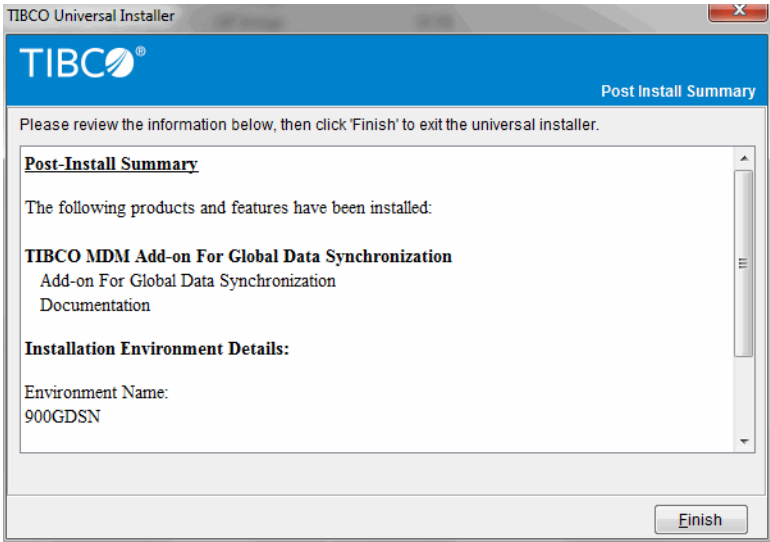 TIBCO Universal Installer
TIBCO®
Post Install Summary
Please review the information below, then click 'Finish' to exit the universal installer.
Post-Install Summary
The following products and features have been installed:
TIBCO MDM Add-on For Global Data Synchronization
Add-on For Global Data Synchronization
Documentation
Installation Environment Details:
Environment Name:
900GDSN
Finish